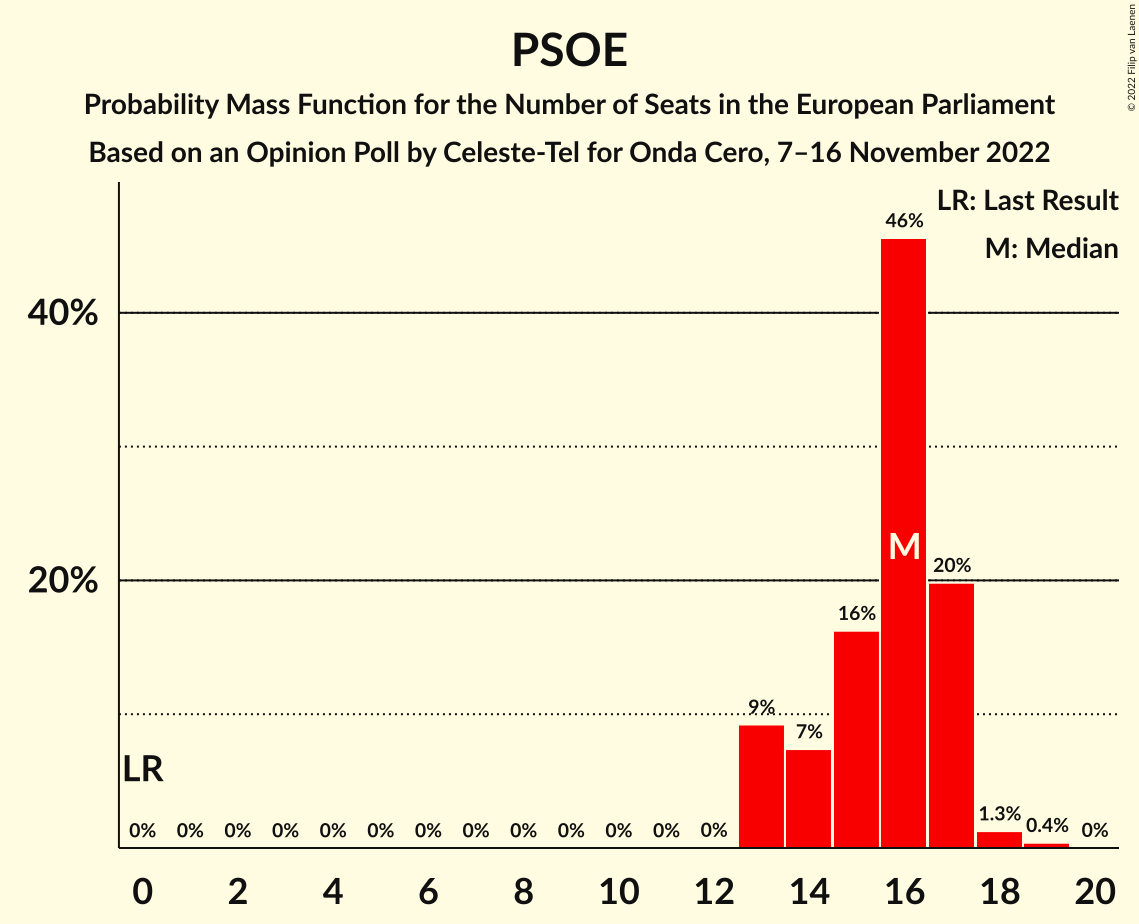 PSOE
Probability Mass Function for the Number of Seats in the European Parliament
Based on an Opinion Poll by Celeste-Tel for Onda Cero, 7–16 November 2022
© 2022 Filip van Laenen
LR: Last Result
M: Median
40%
20%
LR
M
0% 0% 0% 0% 0% 0% 0% 0% 0% 0% 0% 0% 0% 9% 7% 16% 46% 20% 1.3% 0.4% 0%
0 2 4 6 8 10 12 14 16 18 20